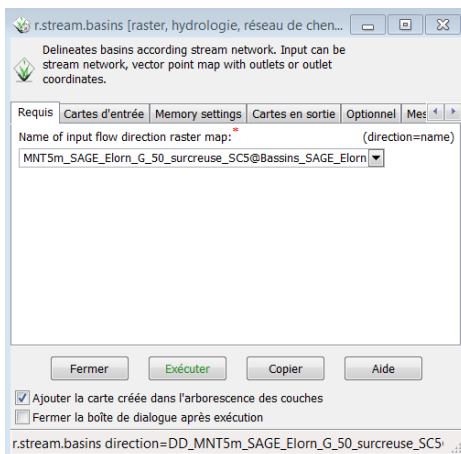 r.stream.basins [raster, hydrologie, réseau de chen...
Delineates basins according stream network. Input can be
stream network, vector point map with outlets or outlet
coordinates.
Requis Cartes d'entrée Memory settings Cartes en sortie Optionnel Mes
Name of input flow direction raster map:* (direction=name)
MNT5m_SAGE_Elorn_G_50_surcreuse_SC5@Bassins_SAGE_Elorn
Fermer Exécuter Copier Aide
Ajouter la carte créée dans l'arborescence des couches
Fermer la boîte de dialogue après exécution
r.stream.basins direction=DD_MNT5m_SAGE_Elorn_G_50_surcreuse_SC5